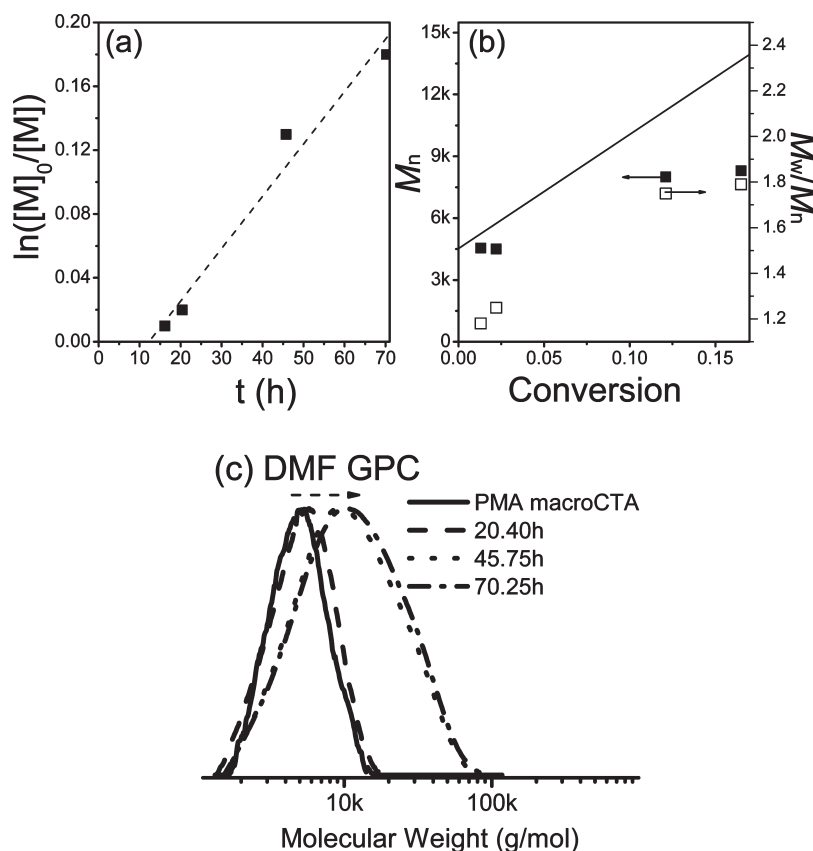 (a)
0.20
0.16
0.12
0.08
0.04
0.00
ln([M]0/[M])
0 10 20 30 40 50 60 70
t (h)
(b)
15k
12k
9k
6k
3k
0
Mn
2.4
2.2
2.0
1.8
1.6
1.4
1.2
Mw/Mn
0.00 0.05 0.10 0.15
Conversion
(c) DMF GPC
PMA macroCTA
20.40h
45.75h
70.25h
10k 100k
Molecular Weight (g/mol)